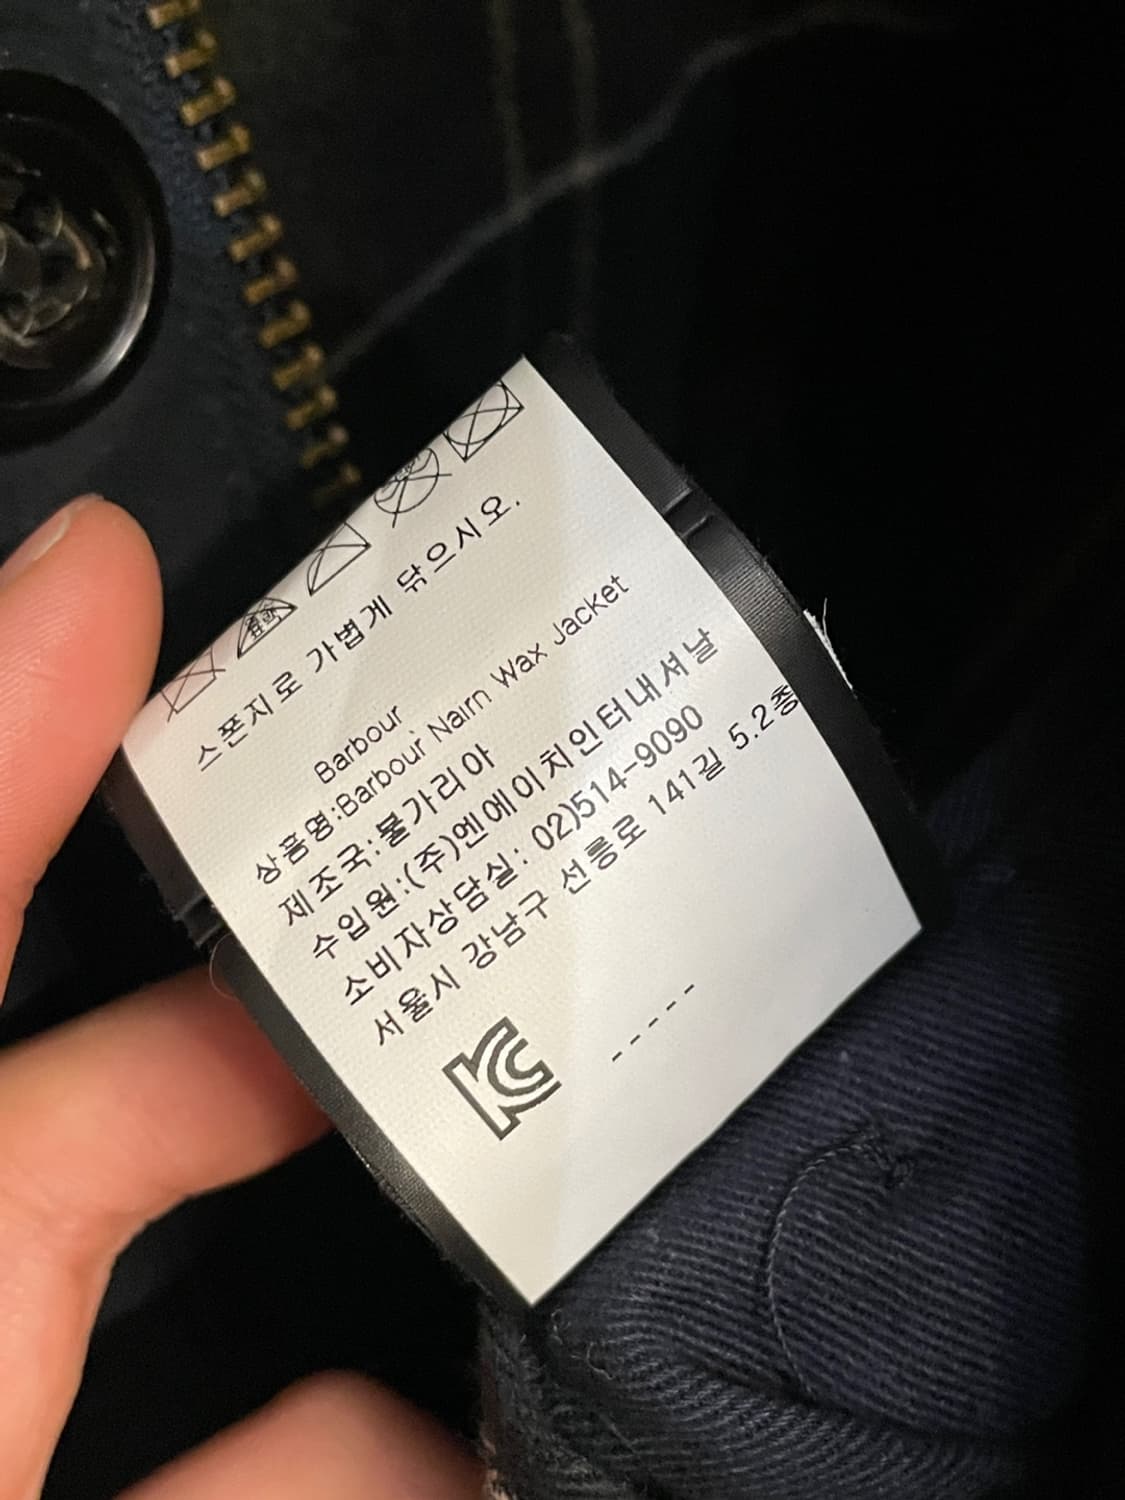 스폰지로 가볍게 닦으시오.
Barbour
상품명:Barbour Nairn Wax Jacket
제조국:불가리아
수입원:(주)엔에이치인터내셔날
소비자상담실: 02)514-9090
서울시 강남구 선릉로 141길 5.2층
-----
KC